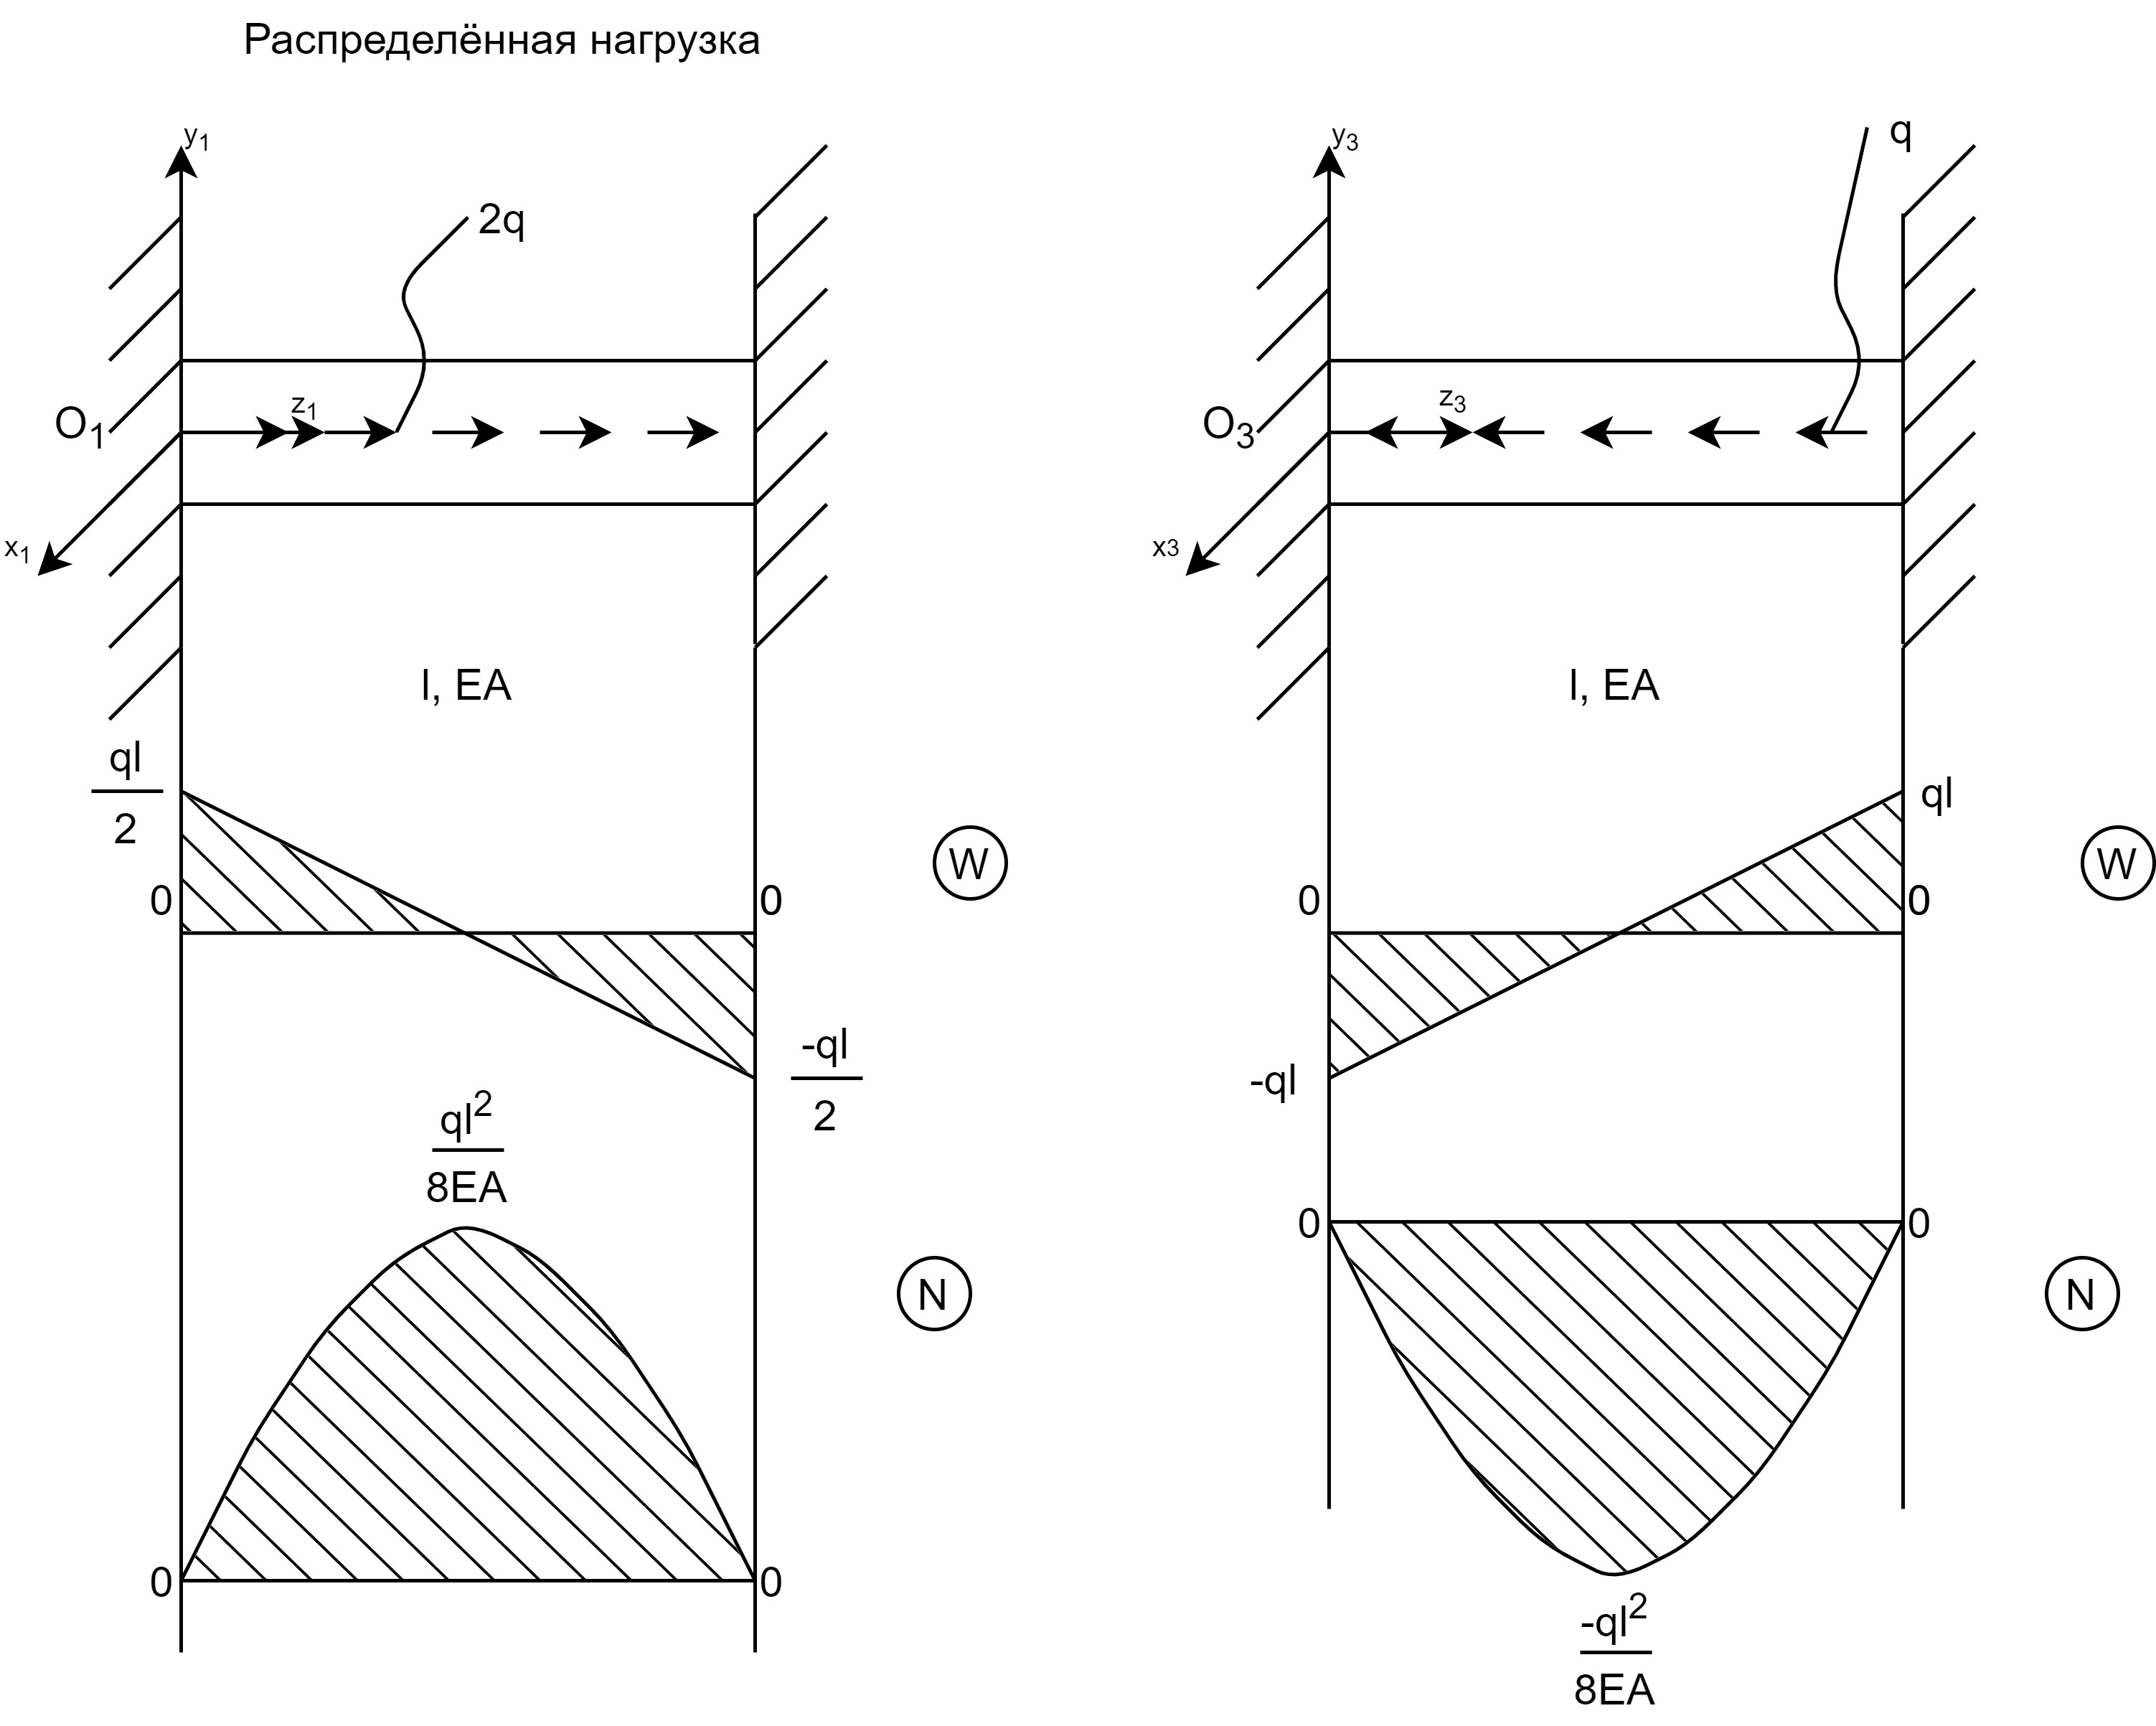 Распределённая нагрузка
y1
2q
O1
z1
x1
l, EA
ql
2
0
0
W
-ql
2
ql2
8EA
N
0
0
y3
q
O3
z3
x3
l, EA
ql
0
0
W
-ql
0
0
N
-ql2
8EA